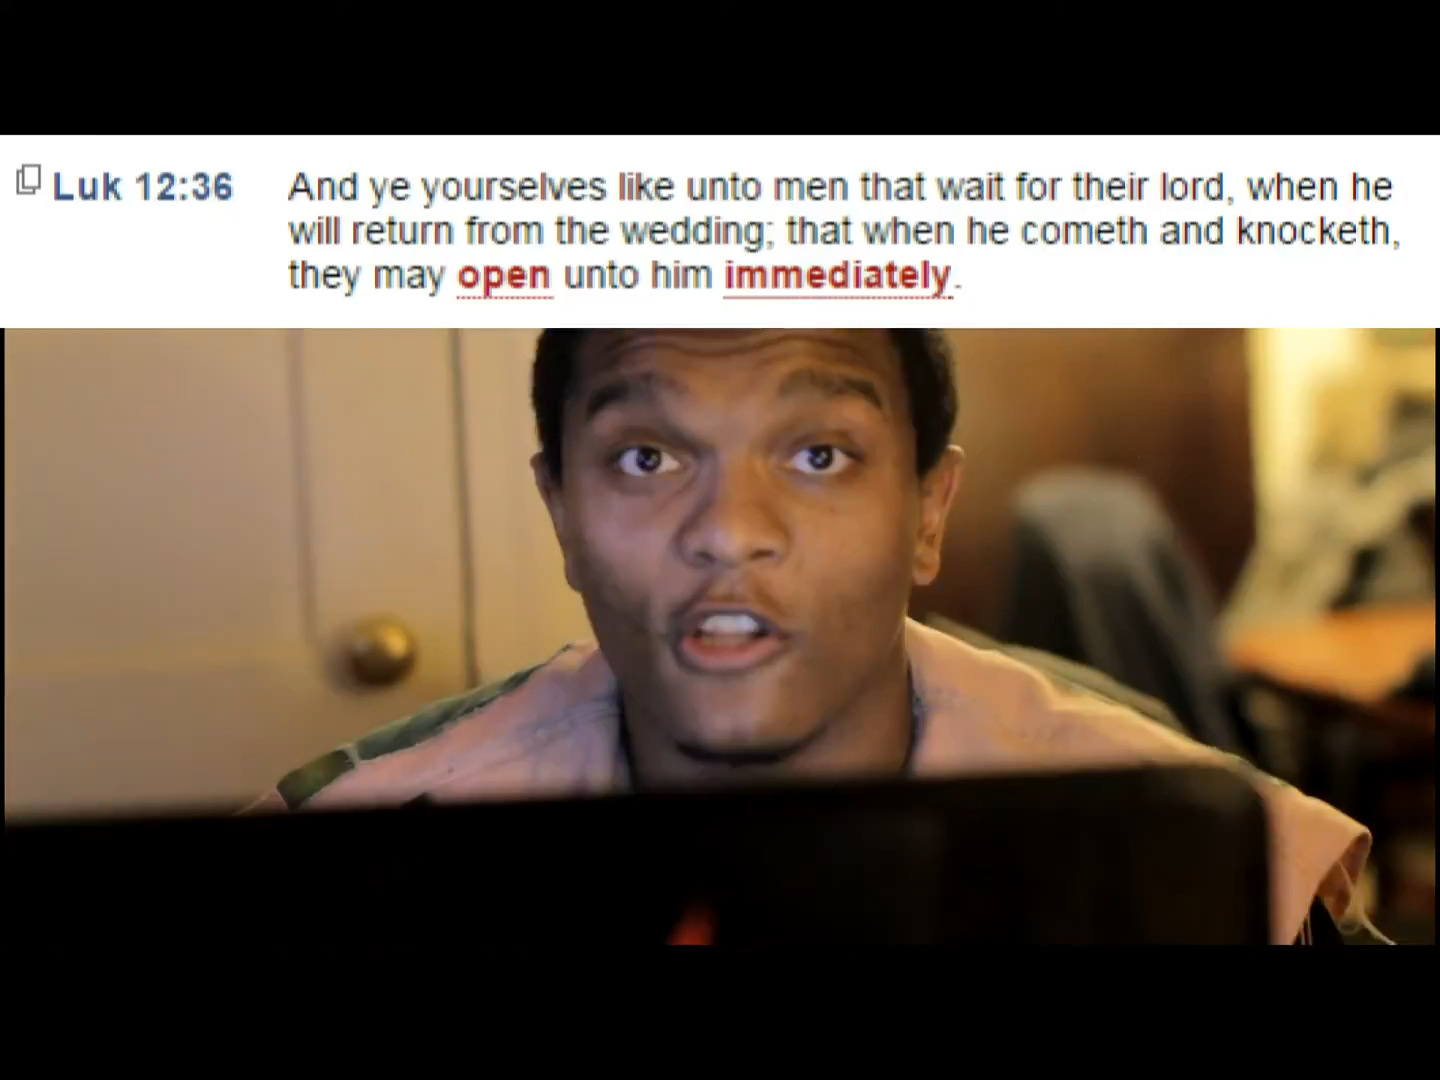 Luk 12:36 And ye yourselves like unto men that wait for their lord, when he
will return from the wedding; that when he cometh and knocketh,
they may open unto him immediately.